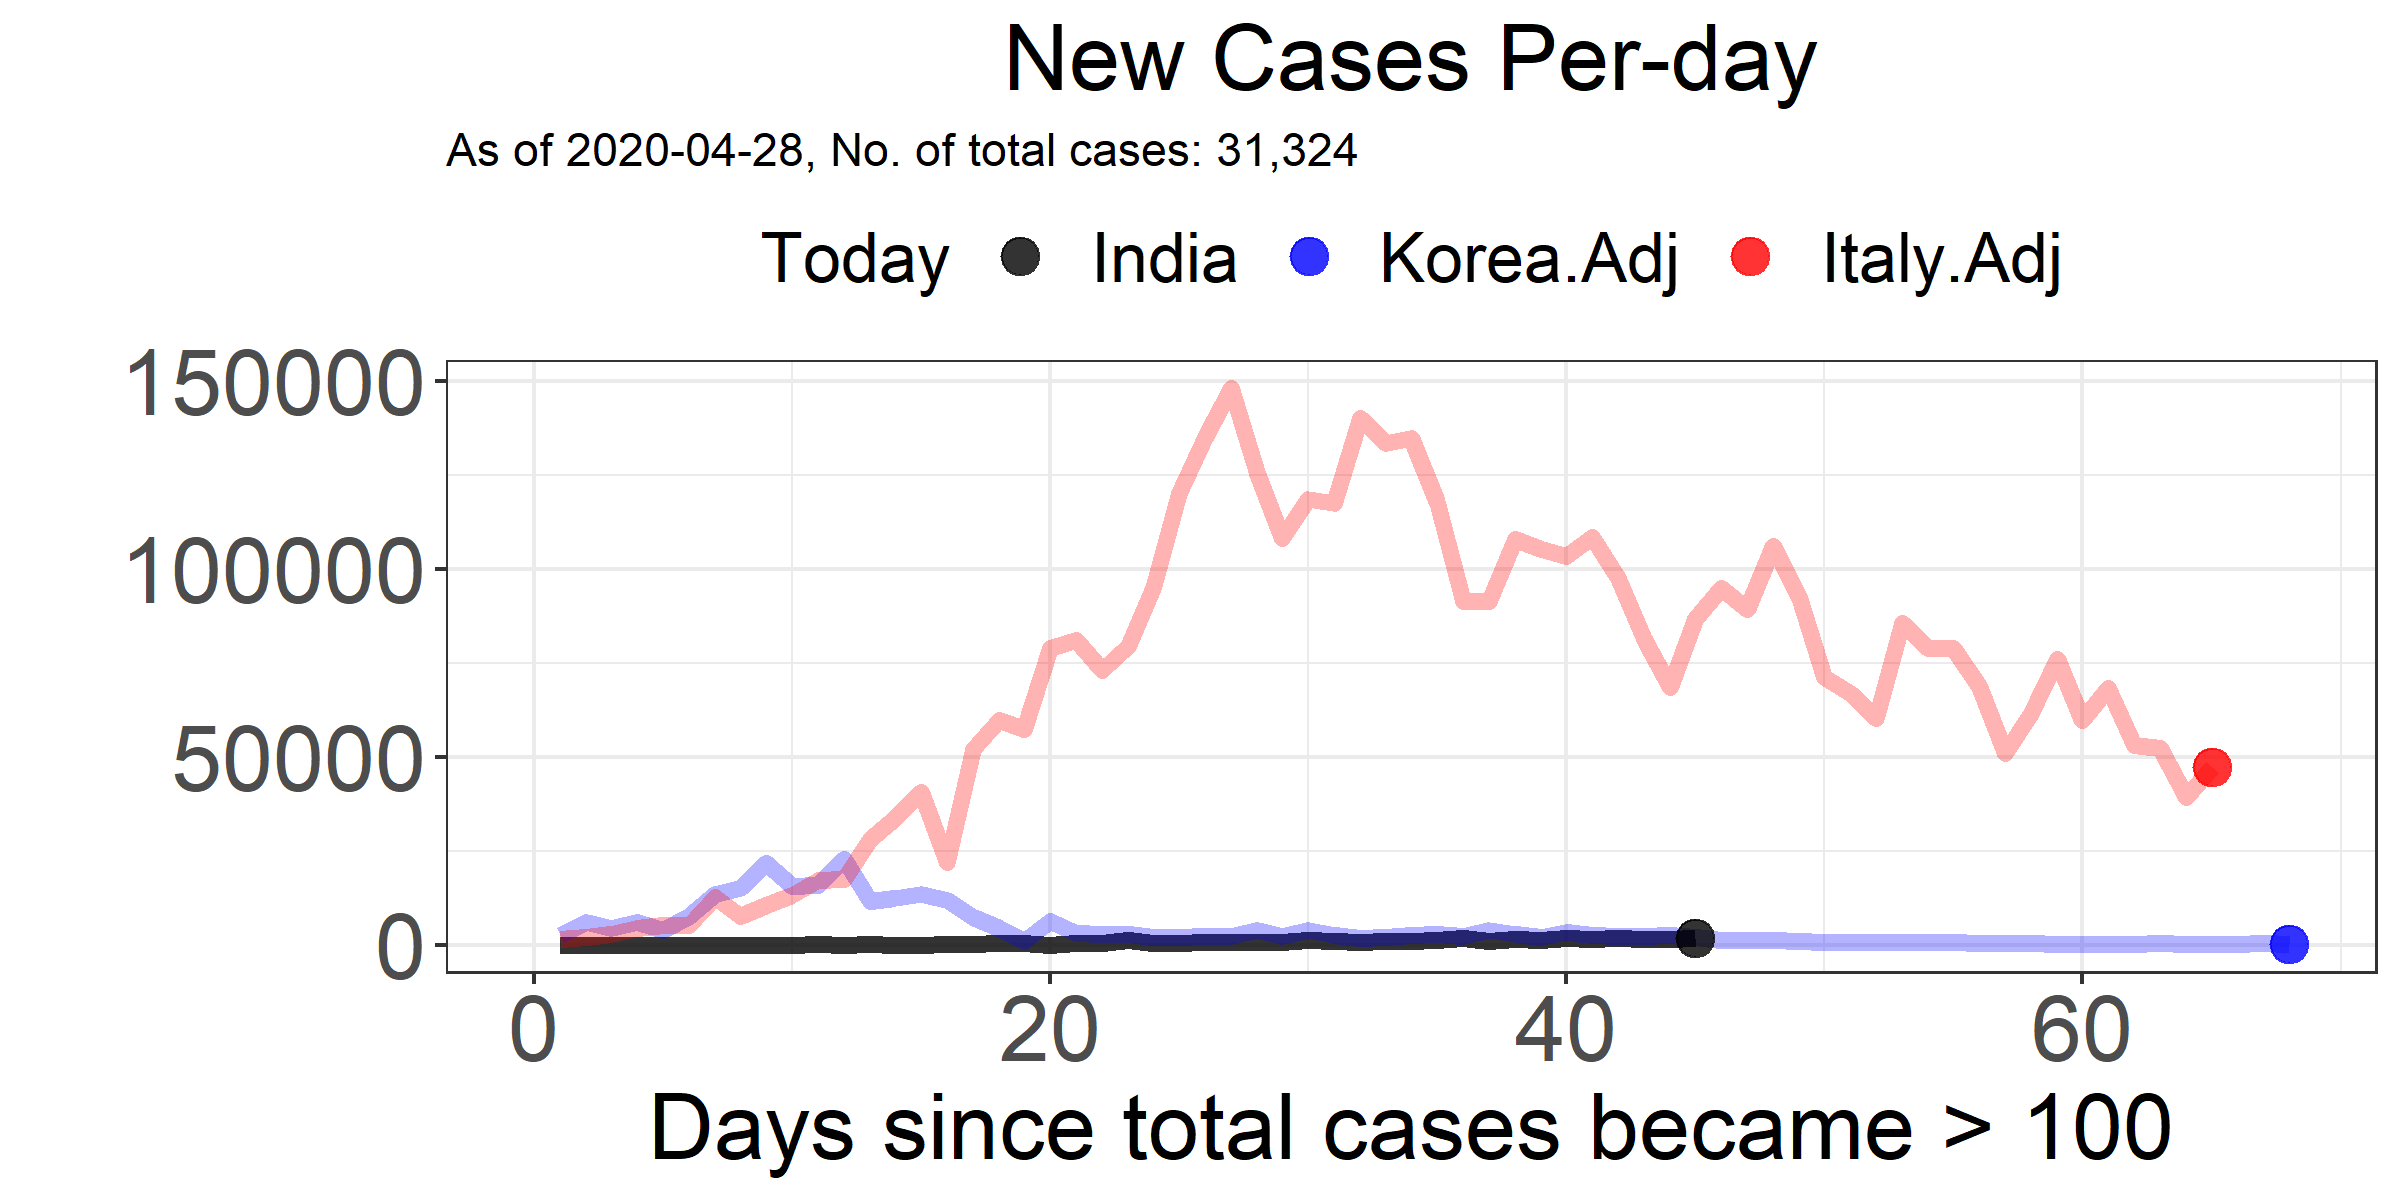 New Cases Per-day
As of 2020-04-28, No. of total cases: 31,324
Today India Korea.Adj Italy.Adj
150000
100000
50000
0
0 20 40 60
Days since total cases became > 100